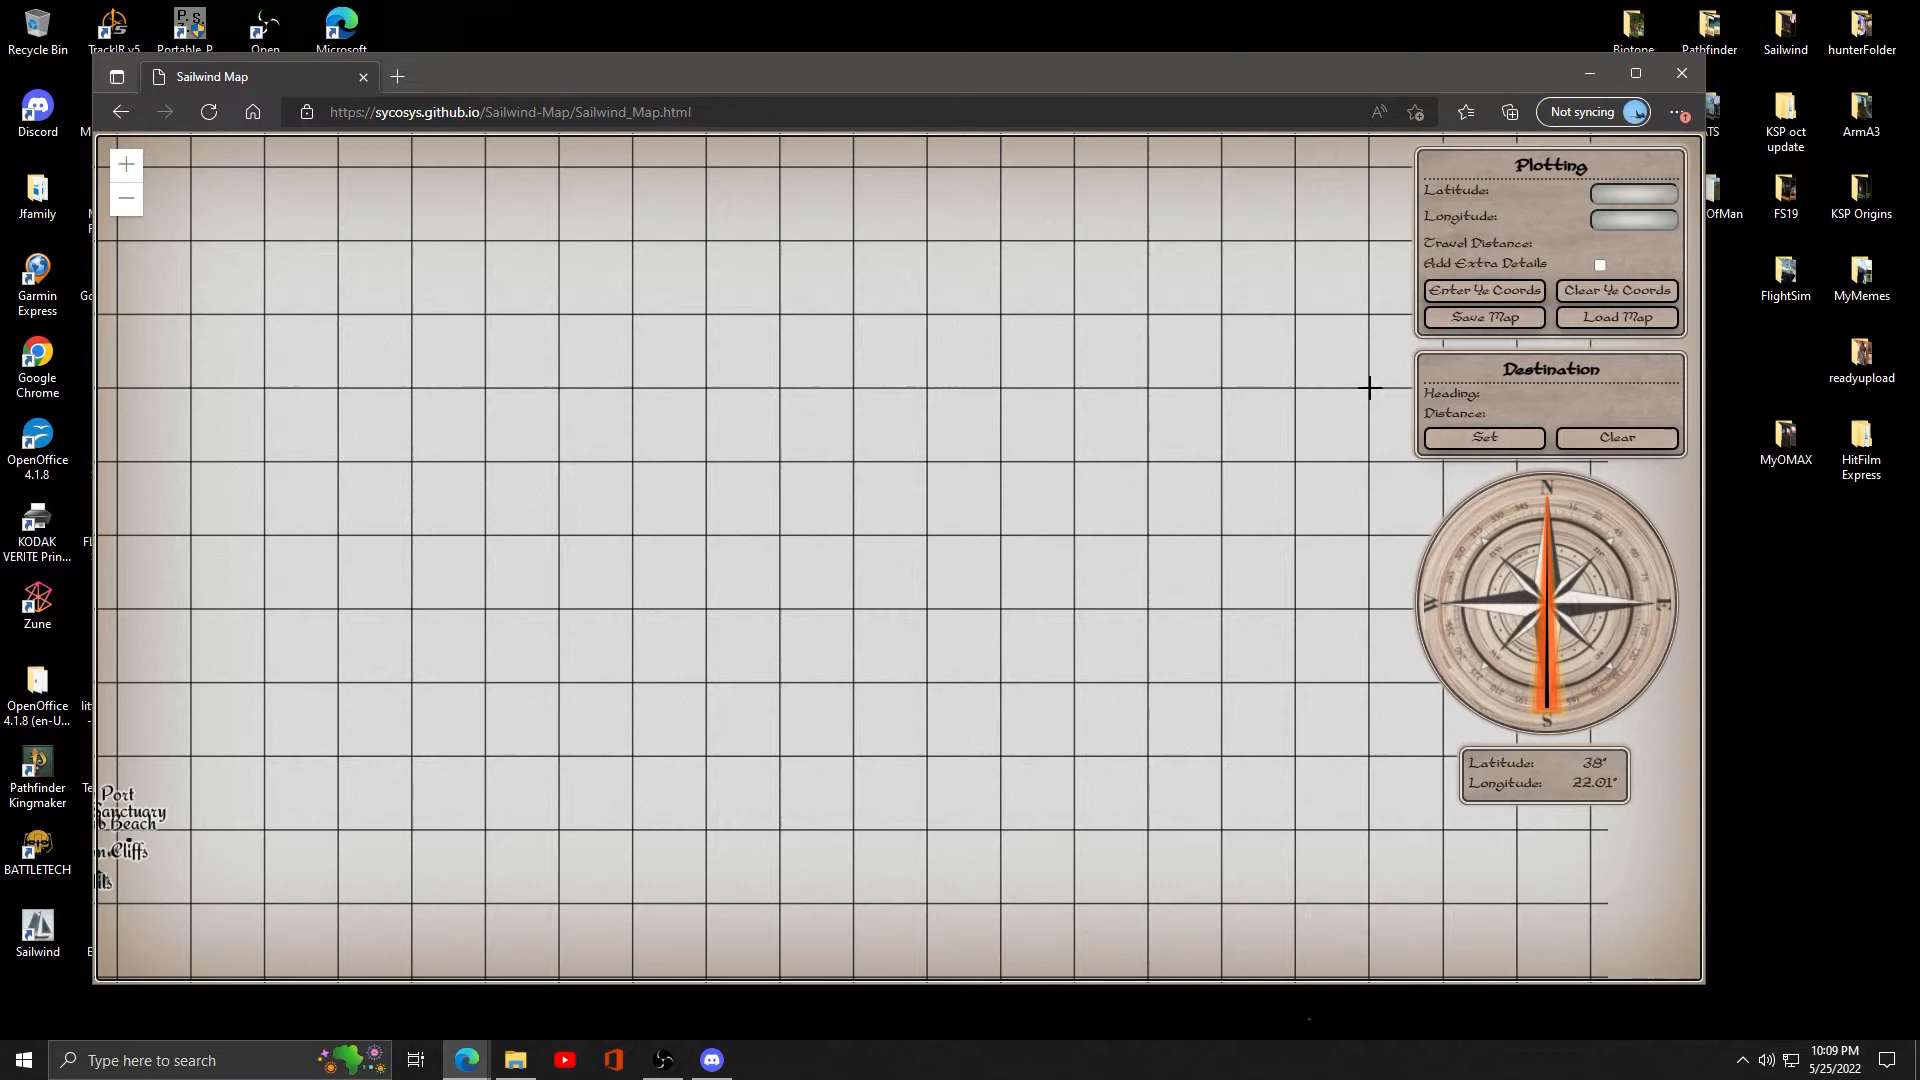 Recycle Bin
TrackIR v5
Portable_P...
Open
Microsoft
Biotone
Pathfinder
Sailwind
hunterFolder
Sailwind Map
https://sycosys.github.io/Sailwind-Map/Sailwind_Map.html
Not syncing
Discord
Jfamily
Garmin
Express
Google
Chrome
OpenOffice
4.1.8
KODAK
VERITE Prin...
Zune
OpenOffice
4.1.8 (en-U...
Pathfinder
Kingmaker
BATTLETECH
Sailwind
Plotting
Latitude:
Longitude:
Travel Distance:
Add Extra Details
Enter Ye Coords
Clear Ye Coords
Save Map
Load Map
Destination
Heading:
Distance:
Set
Clear
N
W
E
S
Latitude: 38°
Longitude: 22.01°
Port
Sanctuary
b Beach
n Cliffs
KSP oct
update
ArmA3
OfMan
FS19
KSP Origins
FlightSim
MyMemes
readyupload
MyOMAX
HitFilm
Express
Type here to search
10:09 PM
5/25/2022